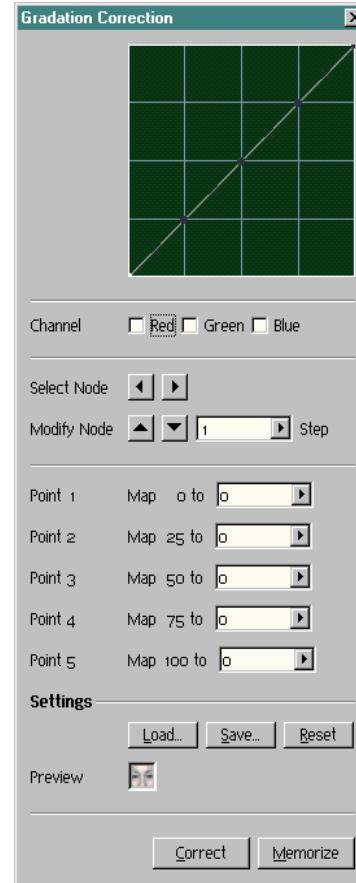 Gradation Correction
Channel Red Green Blue
Select Node
Modify Node 1 Step
Point 1 Map 0 to 0
Point 2 Map 25 to 0
Point 3 Map 50 to 0
Point 4 Map 75 to 0
Point 5 Map 100 to 0
Settings
Load... Save... Reset
Preview
Correct Memorize